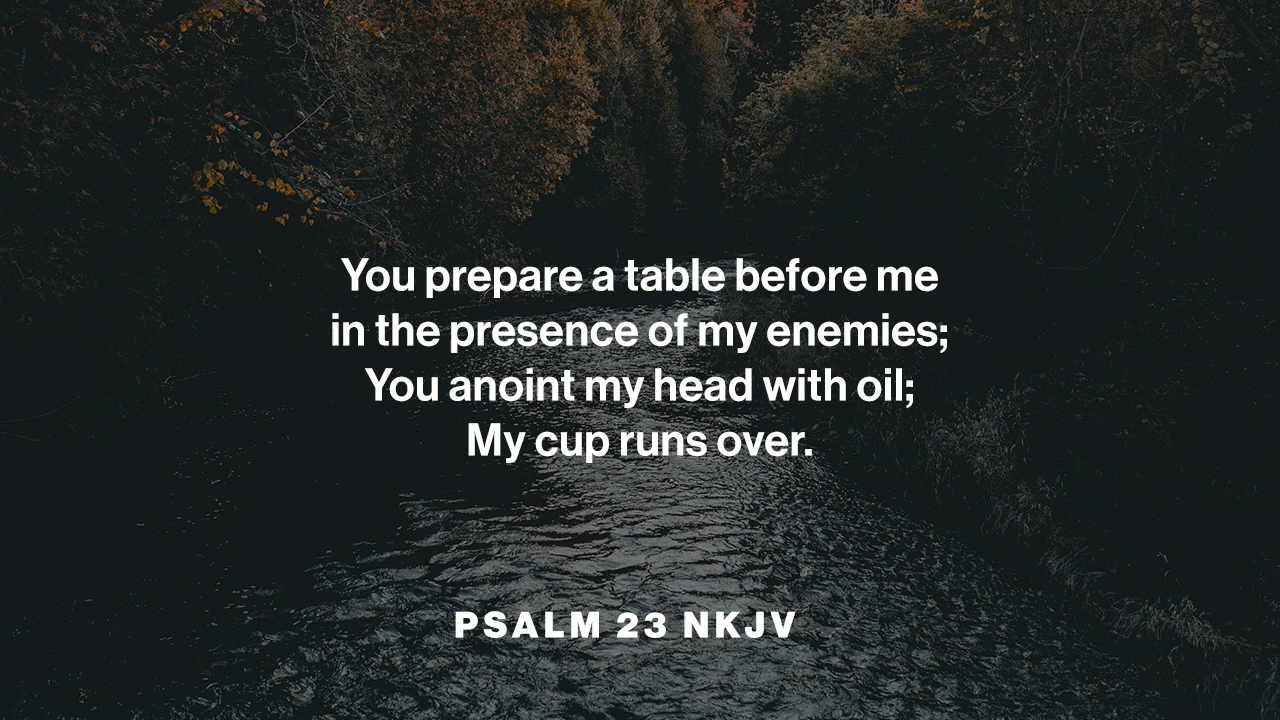 You prepare a table before me
in the presence of my enemies;
You anoint my head with oil;
My cup runs over.
PSALM 23 NKJV